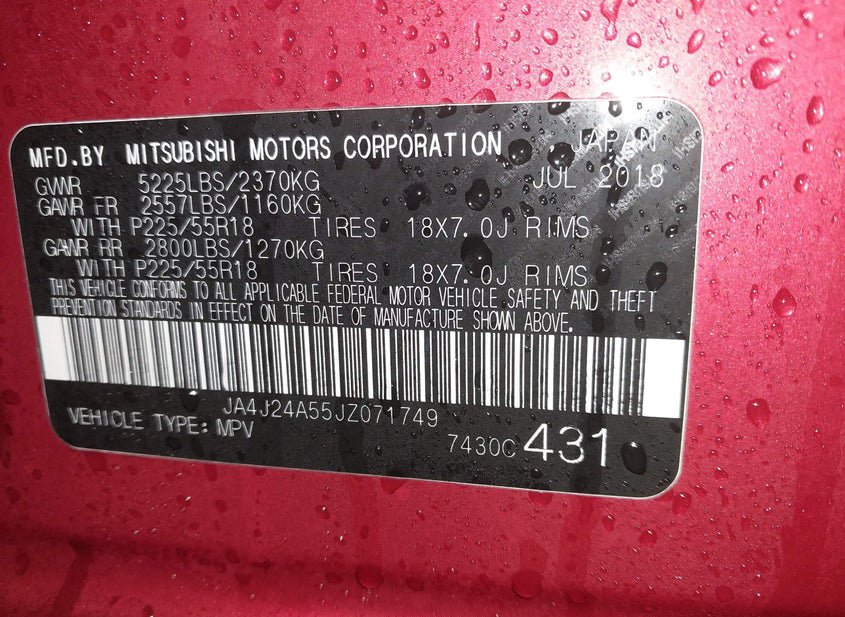 MFD.BY MITSUBISHI MOTORS CORPORATION JAPAN
GVWR 5225LBS/2370KG JUL 2018
GAWR FR 2557LBS/1160KG
WITH P225/55R18 TIRES 18X7.0J RIMS
GAWR RR 2800LBS/1270KG
WITH P225/55R18 TIRES 18X7.0J RIMS
THIS VEHICLE CONFORMS TO ALL APPLICABLE FEDERAL MOTOR VEHICLE SAFETY AND THEFT
PREVENTION STANDARDS IN EFFECT ON THE DATE OF MANUFACTURE SHOWN ABOVE.
JA4J24A55JZ071749
VEHICLE TYPE: MPV 7430C 431